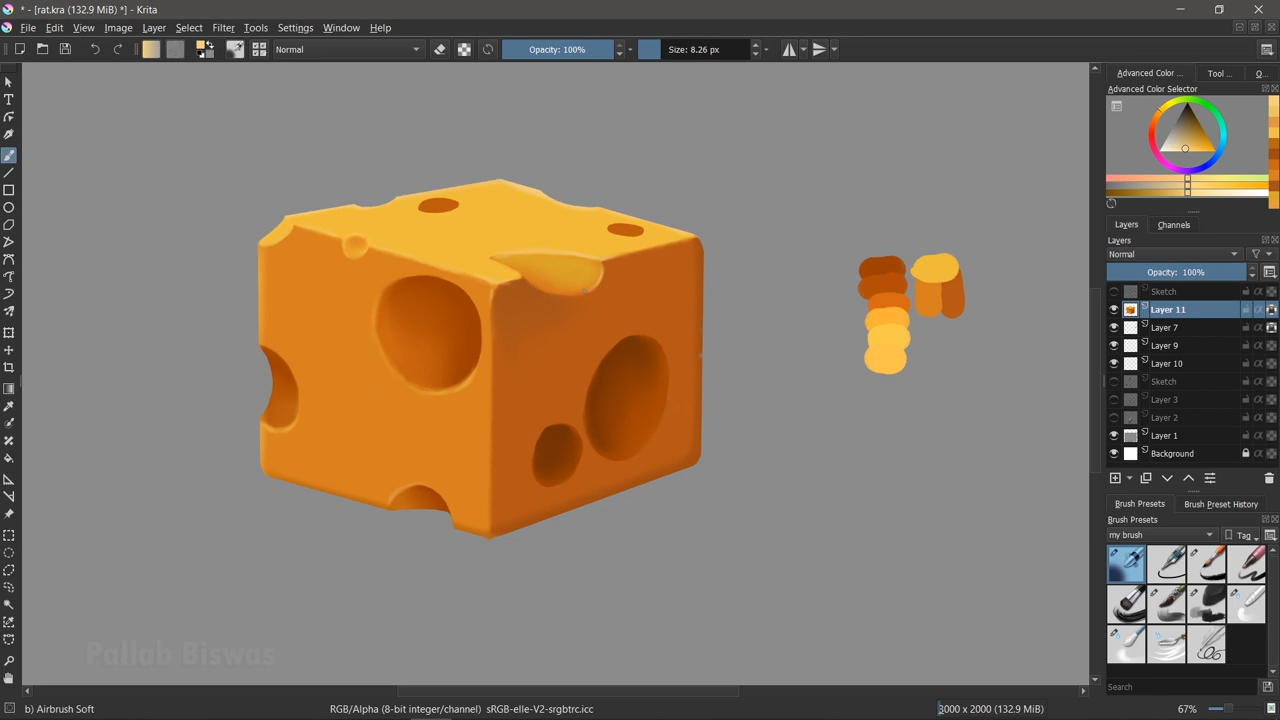 * - [rat.kra (132.9 MiB) *] - Krita
File Edit View Image Layer Select Filter Tools Settings Window Help
Normal Opacity: 100% Size: 8.26 px
Advanced Color ... Tool ... O...
Advanced Color Selector
Layers Channels
Layers
Normal
Opacity: 100%
Sketch
Layer 11
Layer 7
Layer 9
Layer 10
Sketch
Layer 3
Layer 2
Layer 1
Background
Brush Presets Brush Preset History
Brush Presets
my brush Tag
Search
Pallab Biswas
b) Airbrush Soft RGB/Alpha (8-bit integer/channel) sRGB-elle-V2-srgbtrc.icc 3000 x 2000 (132.9 MiB) 67%